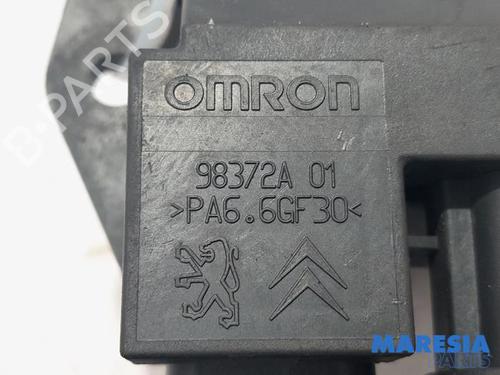 B-PARTS
omron
98372A 01
>PA6.6GF30<
MARESIA
PARTS